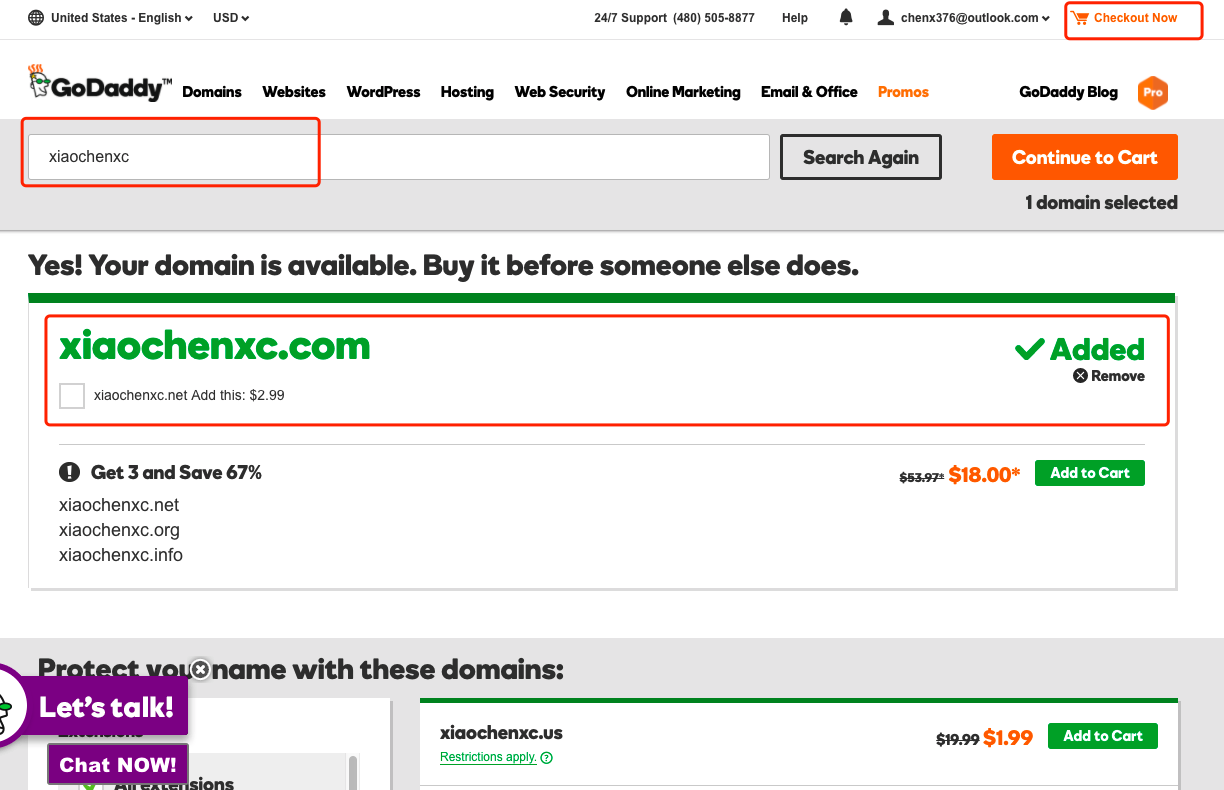 United States - English USD 24/7 Support (480) 505-8877 Help chenx376@outlook.com Checkout Now
GoDaddy™ Domains Websites WordPress Hosting Web Security Online Marketing Email & Office Promos GoDaddy Blog Pro
xiaochenxc Search Again Continue to Cart
1 domain selected
Yes! Your domain is available. Buy it before someone else does.
xiaochenxc.com Added
Remove
xiaochenxc.net Add this: $2.99
Get 3 and Save 67% $53.97* $18.00* Add to Cart
xiaochenxc.net
xiaochenxc.org
xiaochenxc.info
Protect your name with these domains:
Let's talk!
Chat NOW!
Extensions
All extensions
xiaochenxc.us $19.99 $1.99 Add to Cart
Restrictions apply. ?